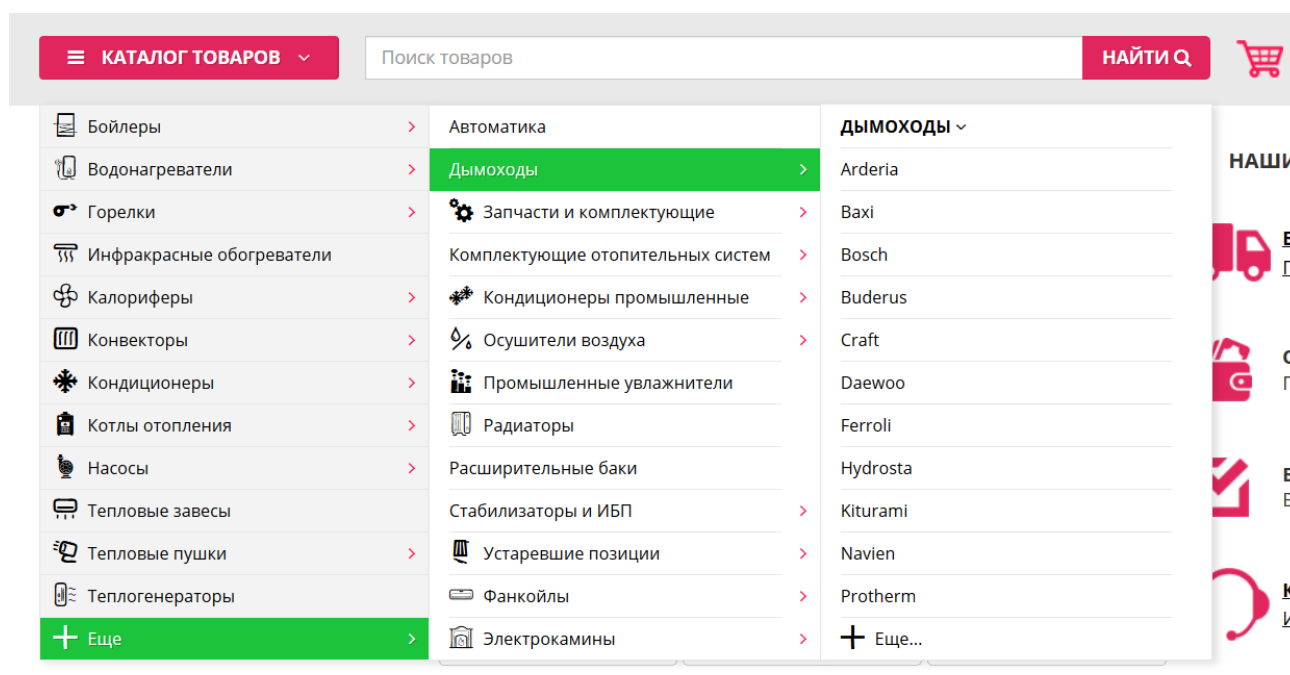 КАТАЛОГ ТОВАРОВ
Поиск товаров
НАЙТИ
Бойлеры
Водонагреватели
Горелки
Инфракрасные обогреватели
Калориферы
Конвекторы
Кондиционеры
Котлы отопления
Насосы
Тепловые завесы
Тепловые пушки
Теплогенераторы
Еще
Автоматика
Дымоходы
Запчасти и комплектующие
Комплектующие отопительных систем
Кондиционеры промышленные
Осушители воздуха
Промышленные увлажнители
Радиаторы
Расширительные баки
Стабилизаторы и ИБП
Устаревшие позиции
Фанкойлы
Электрокамины
ДЫМОХОДЫ
Arderia
Baxi
Bosch
Buderus
Craft
Daewoo
Ferroli
Hydrosta
Kiturami
Navien
Protherm
Еще...